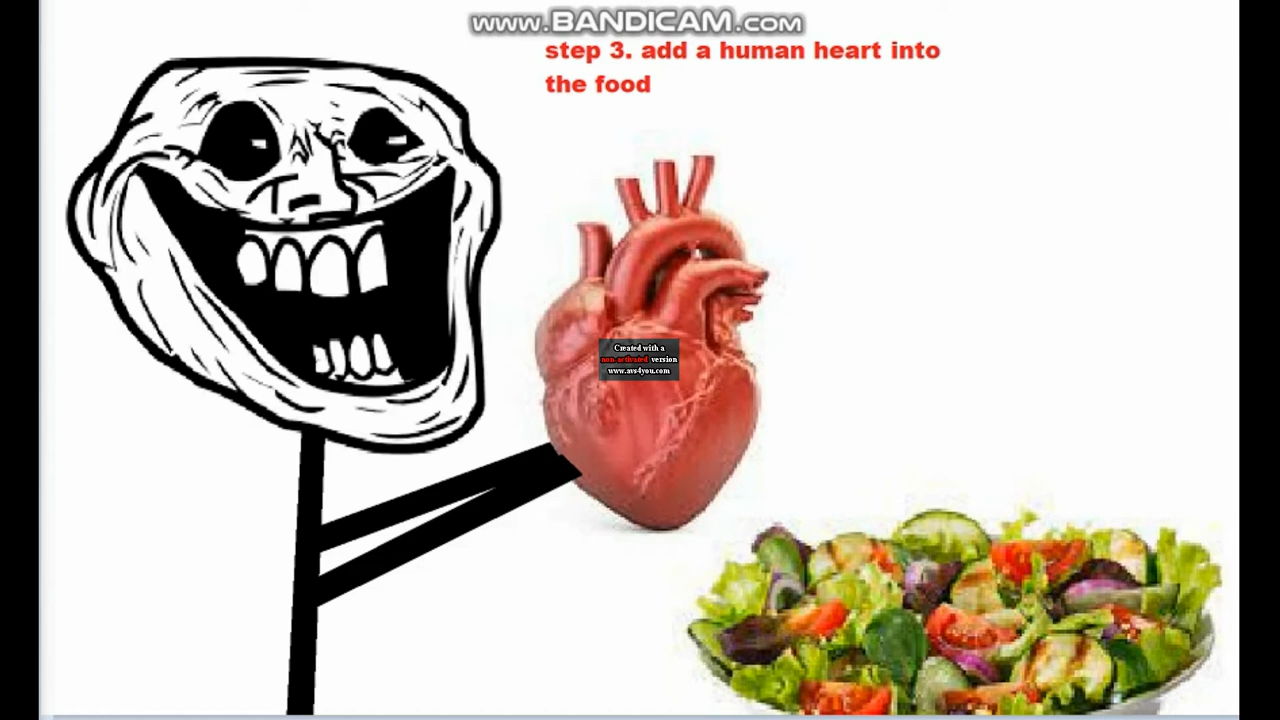 www.BANDICAM.com
step 3. add a human heart into
the food
Created with a
non-activated version
www.avs4you.com